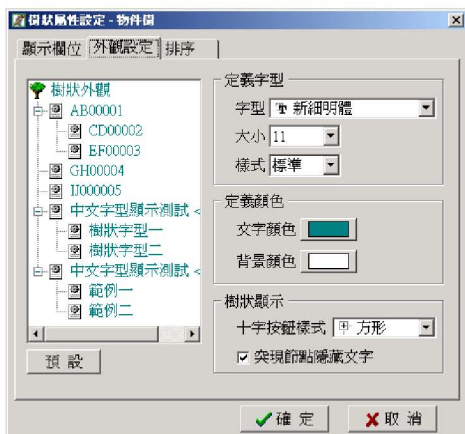 樹狀屬性設定 - 物件樹
顯示欄位 外觀設定 排序
樹狀外觀
AB00001
CD00002
EF00003
GH00004
IJ000005
中文字型顯示測試 <
樹狀字型一
樹狀字型二
中文字型顯示測試 <
範例一
範例二
預 設
定義字型
字型 新細明體
大小 11
樣式 標準
定義顏色
文字顏色
背景顏色
樹狀顯示
十字按鈕樣式 方形
突現節點隱藏文字
確 定 取 消